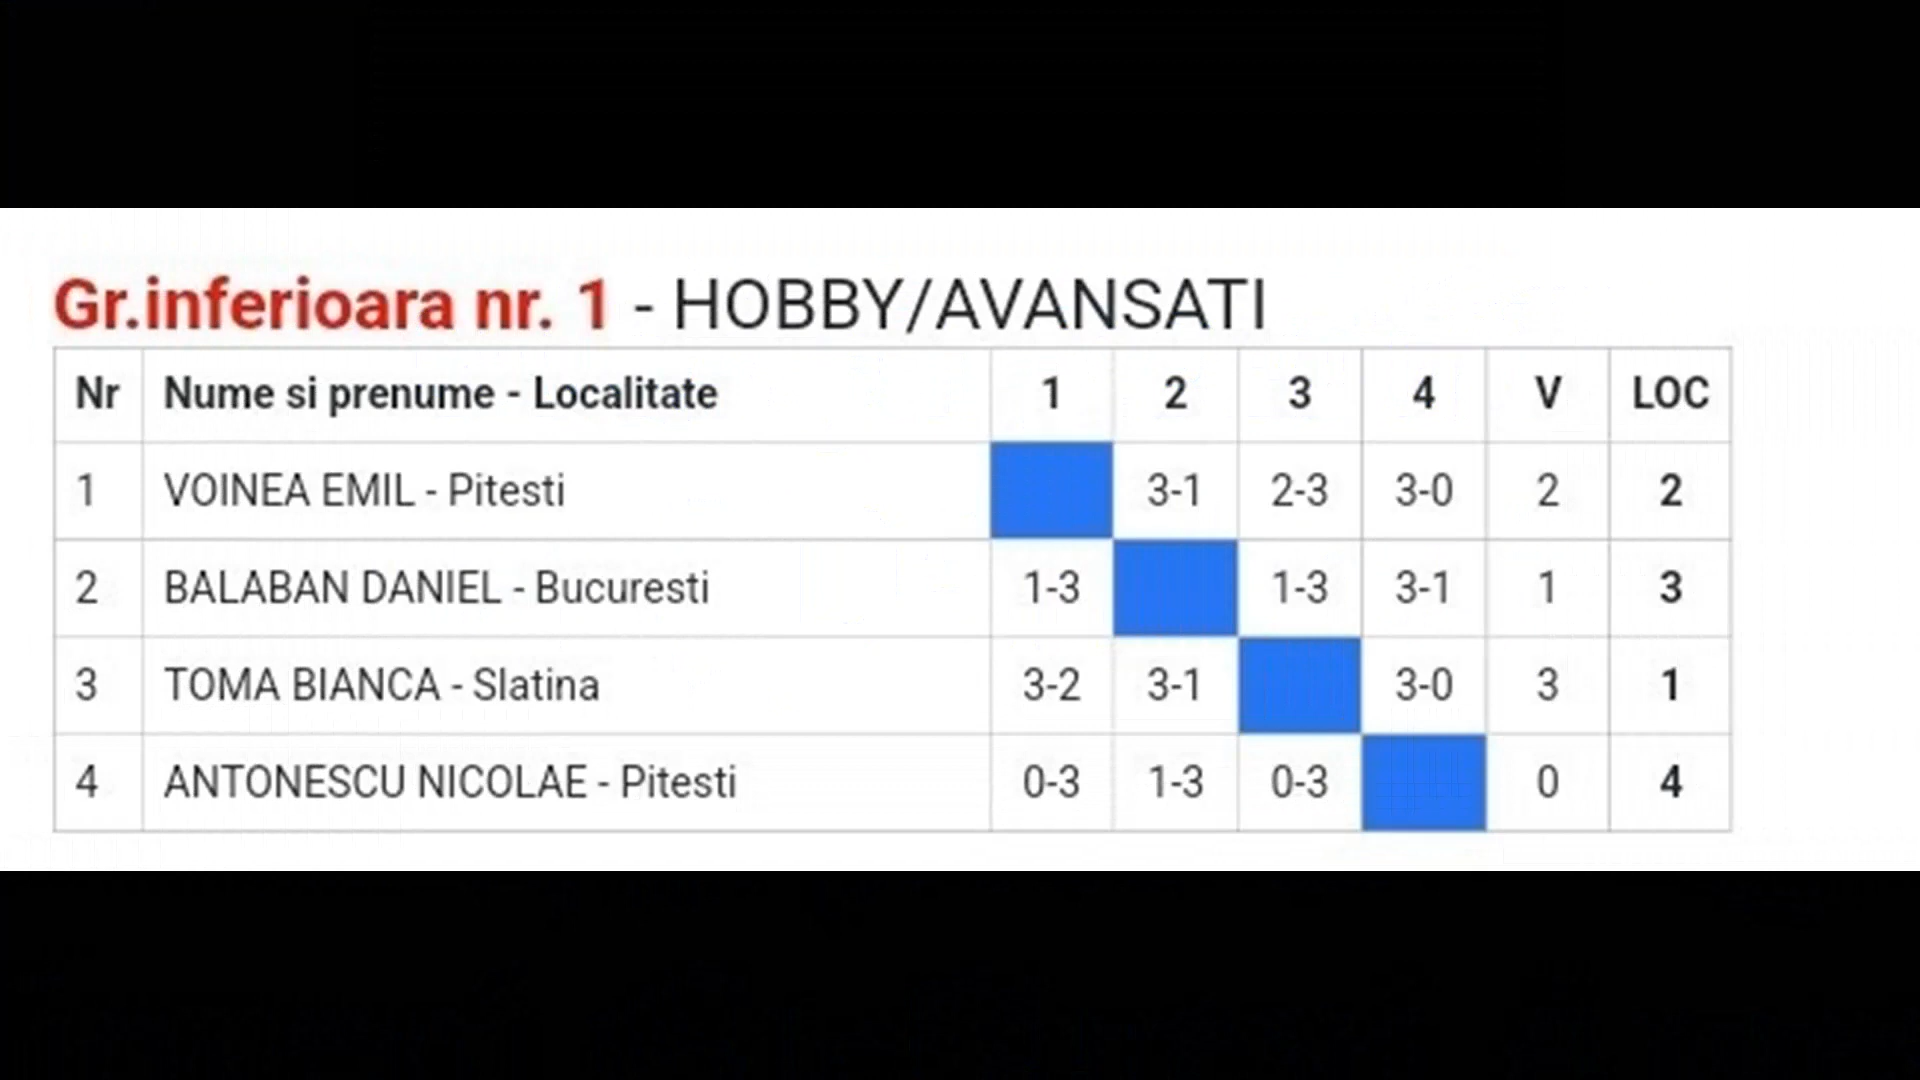 Gr.inferioara nr. 1 - HOBBY/AVANSATI
Nr Nume si prenume - Localitate 1 2 3 4 V LOC
1 VOINEA EMIL - Pitesti 3-1 2-3 3-0 2 2
2 BALABAN DANIEL - Bucuresti 1-3 1-3 3-1 1 3
3 TOMA BIANCA - Slatina 3-2 3-1 3-0 3 1
4 ANTONESCU NICOLAE - Pitesti 0-3 1-3 0-3 0 4